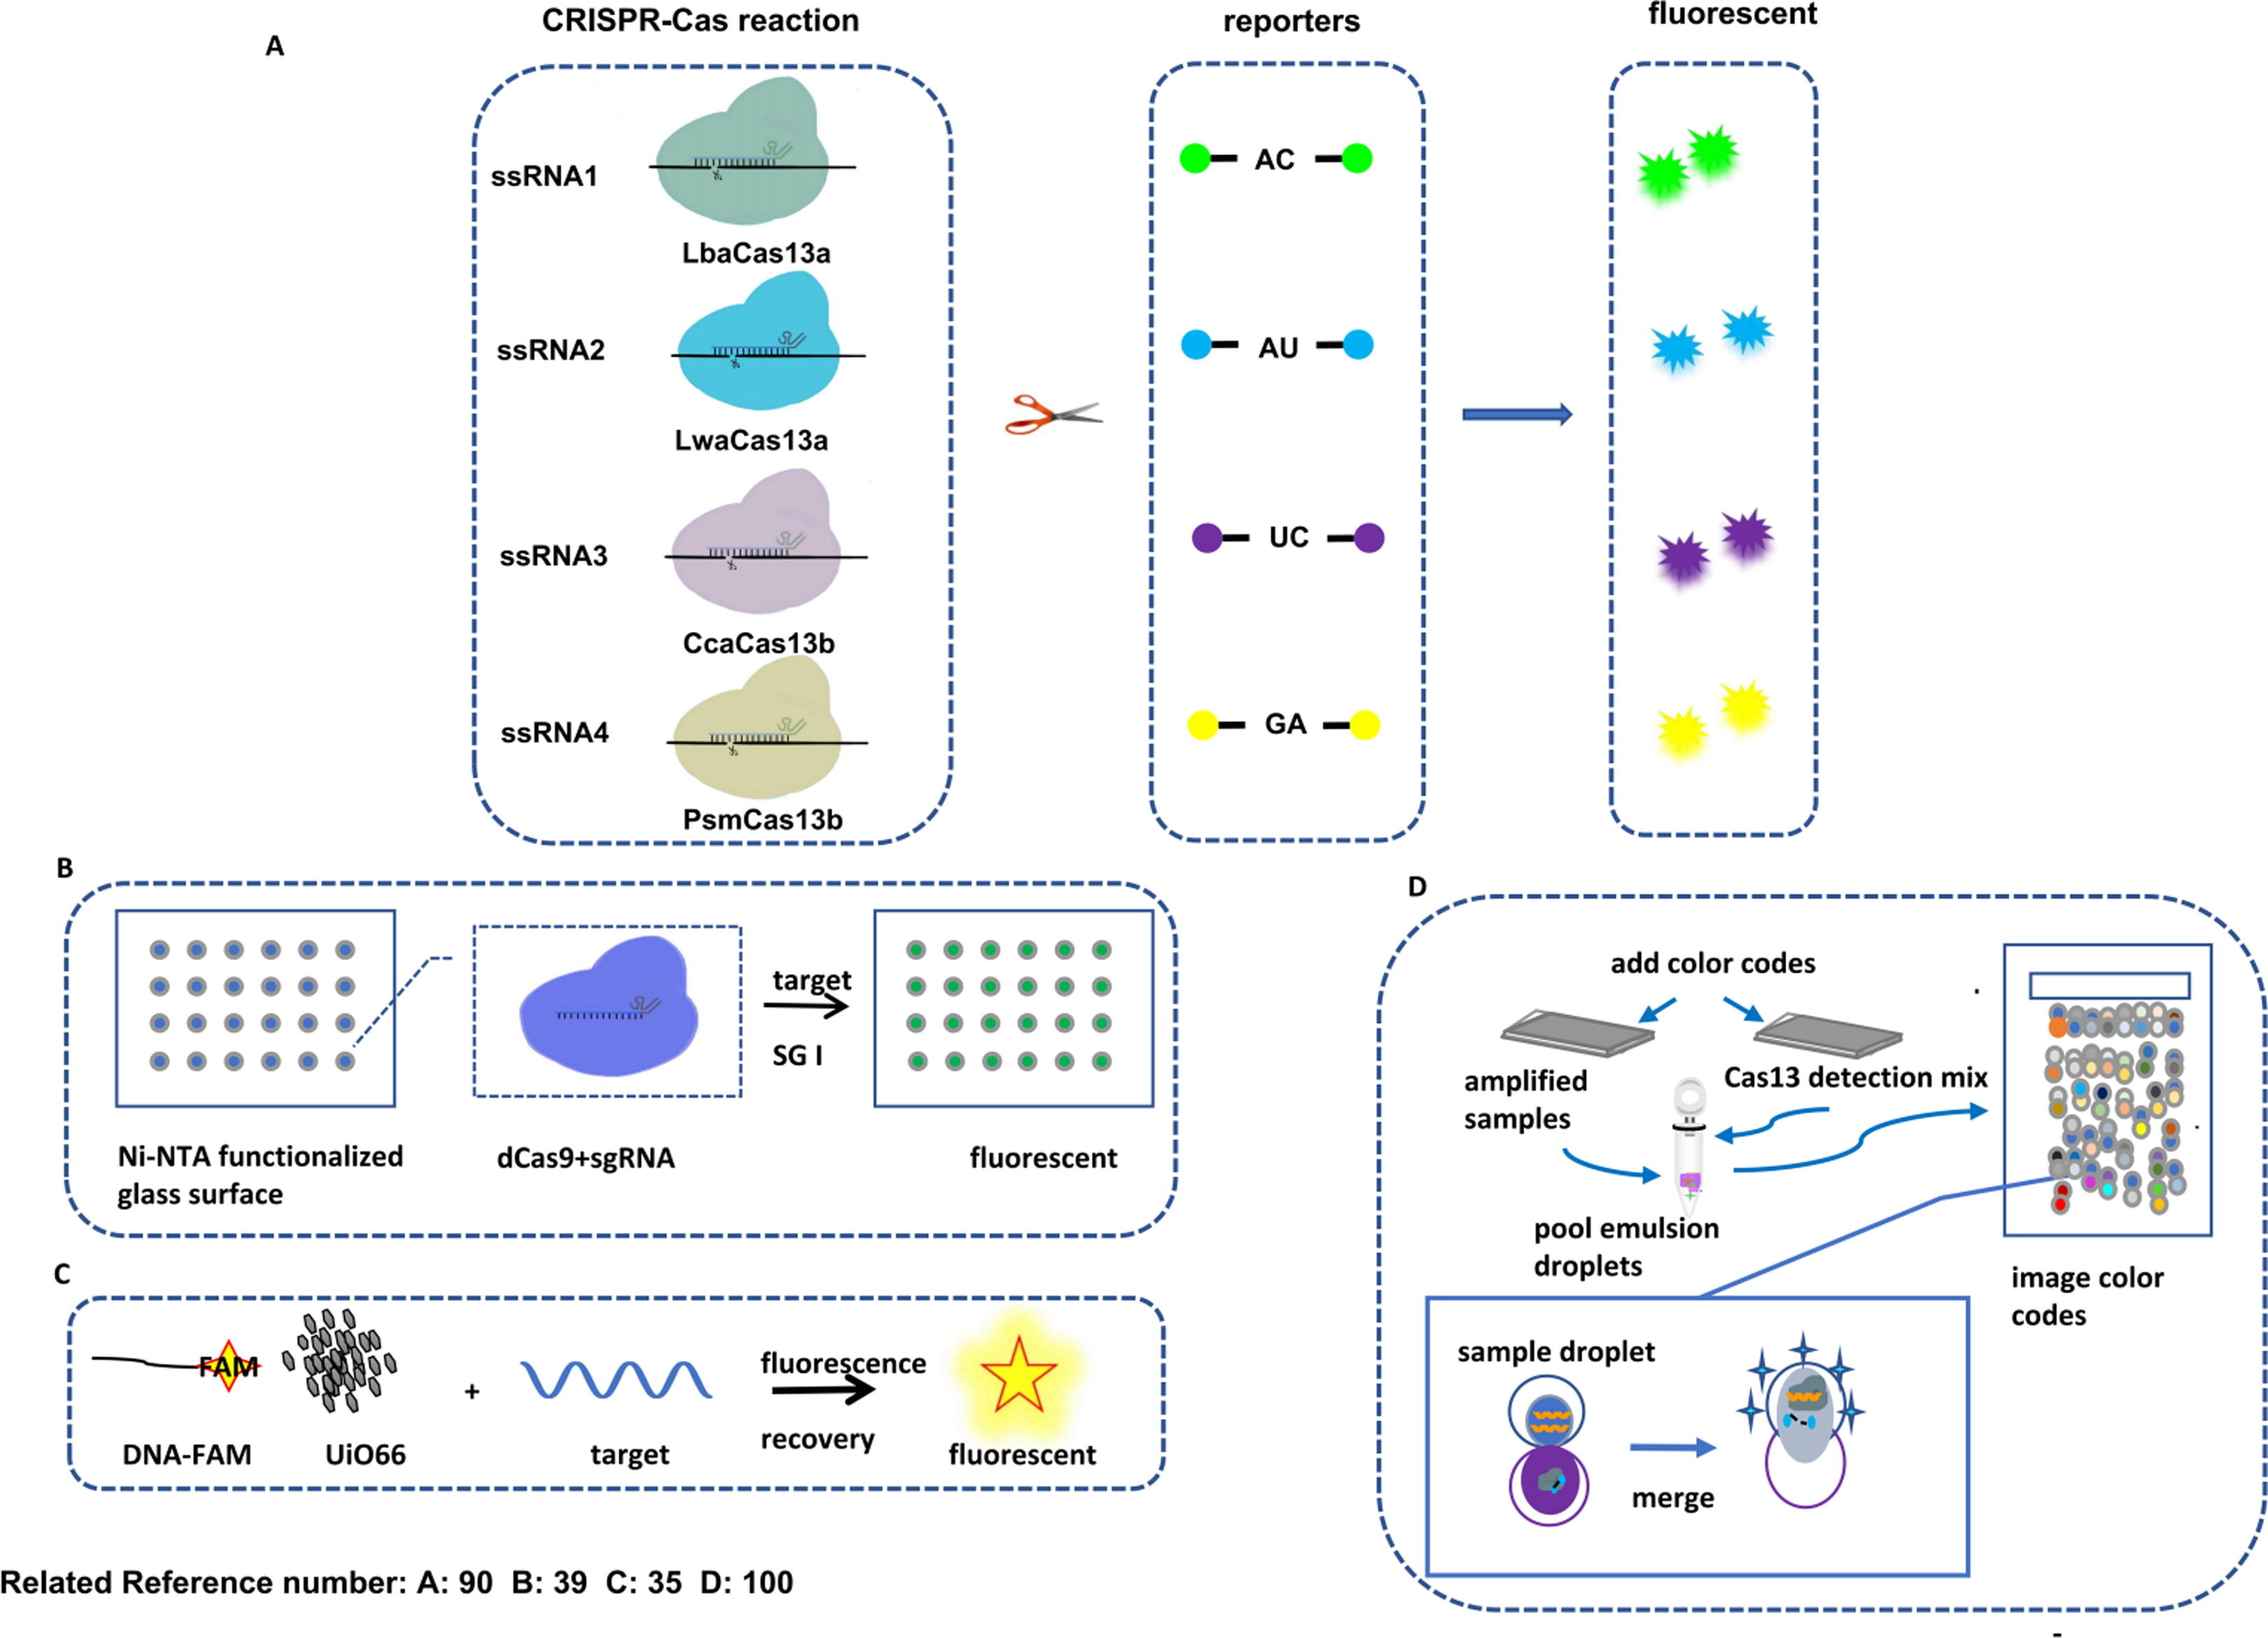 A
CRISPR-Cas reaction
reporters
fluorescent
ssRNA1
LbaCas13a
AC
ssRNA2
LwaCas13a
AU
ssRNA3
CcaCas13b
UC
ssRNA4
PsmCas13b
GA
B
target
SG I
Ni-NTA functionalized
glass surface
dCas9+sgRNA
fluorescent
C
FAM
+
fluorescence
recovery
DNA-FAM
UiO66
target
fluorescent
D
add color codes
amplified
samples
Cas13 detection mix
pool emulsion
droplets
image color
codes
sample droplet
merge
Related Reference number: A: 90 B: 39 C: 35 D: 100